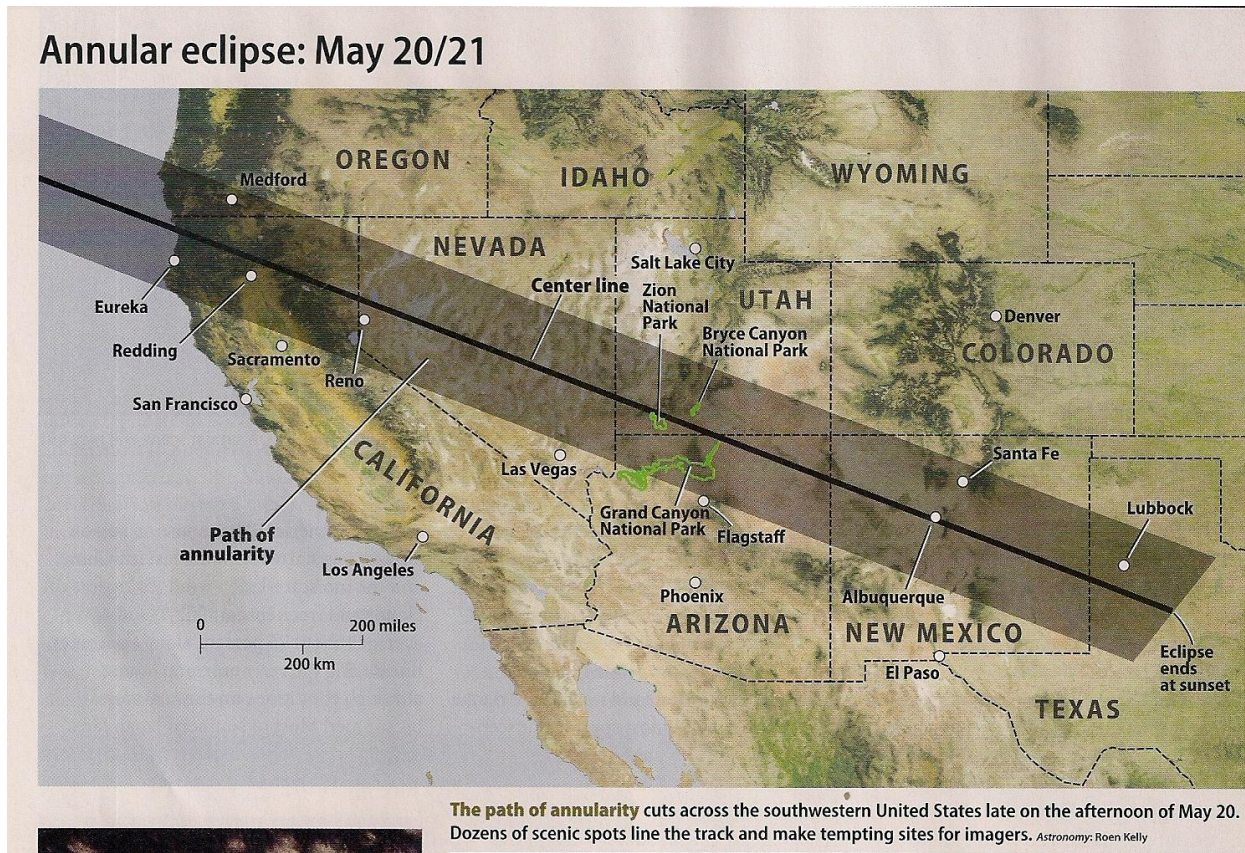 Annular eclipse: May 20/21
OREGON
IDAHO
WYOMING
Medford
NEVADA
Salt Lake City
Center line
Zion
National
Park
UTAH
Eureka
Bryce Canyon
National Park
Denver
COLORADO
Redding
Sacramento
Reno
San Francisco
CALIFORNIA
Las Vegas
Santa Fe
Grand Canyon
National Park
Flagstaff
Lubbock
Path of
annularity
Los Angeles
Phoenix
Albuquerque
ARIZONA
NEW MEXICO
0 200 miles
200 km
El Paso
Eclipse
ends
at sunset
TEXAS
The path of annularity cuts across the southwestern United States late on the afternoon of May 20.
Dozens of scenic spots line the track and make tempting sites for imagers. Astronomy: Roen Kelly